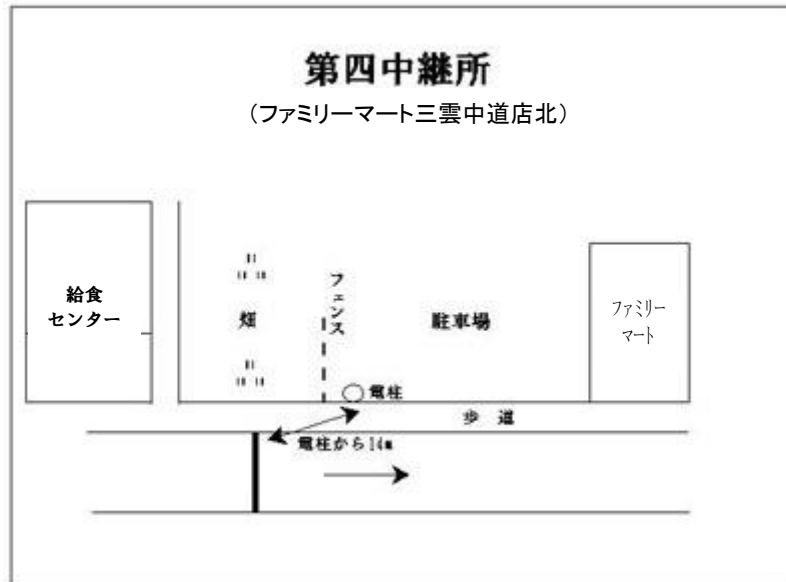 第四中継所
（ファミリーマート三雲中道店北）
給食
センター
畑
フェンス
駐車場
ファミリー
マート
電柱
歩 道
電柱から14m